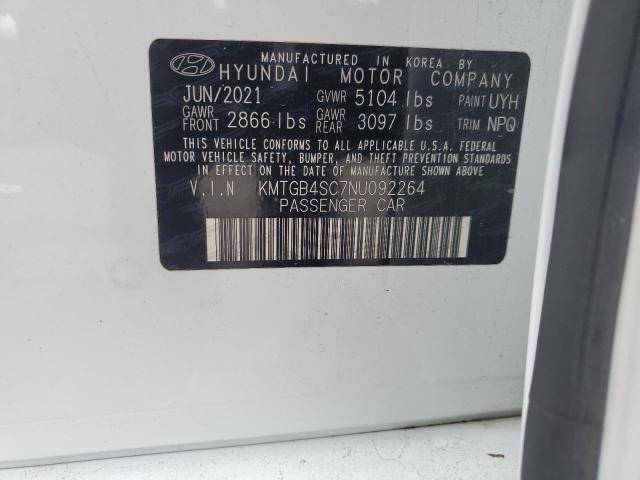 MANUFACTURED IN KOREA BY
HYUNDAI MOTOR COMPANY
JUN/2021 GVWR 5104 lbs PAINT UYH
GAWR FRONT 2866 lbs GAWR REAR 3097 lbs TRIM NPQ
THIS VEHICLE CONFORMS TO ALL APPLICABLE U.S.A. FEDERAL
MOTOR VEHICLE SAFETY, BUMPER, AND THEFT PREVENTION STANDARDS
IN EFFECT ON THE DATE OF MANUFACTURE SHOWN ABOVE
V.I.N KMTGB4SC7NU092264
PASSENGER CAR